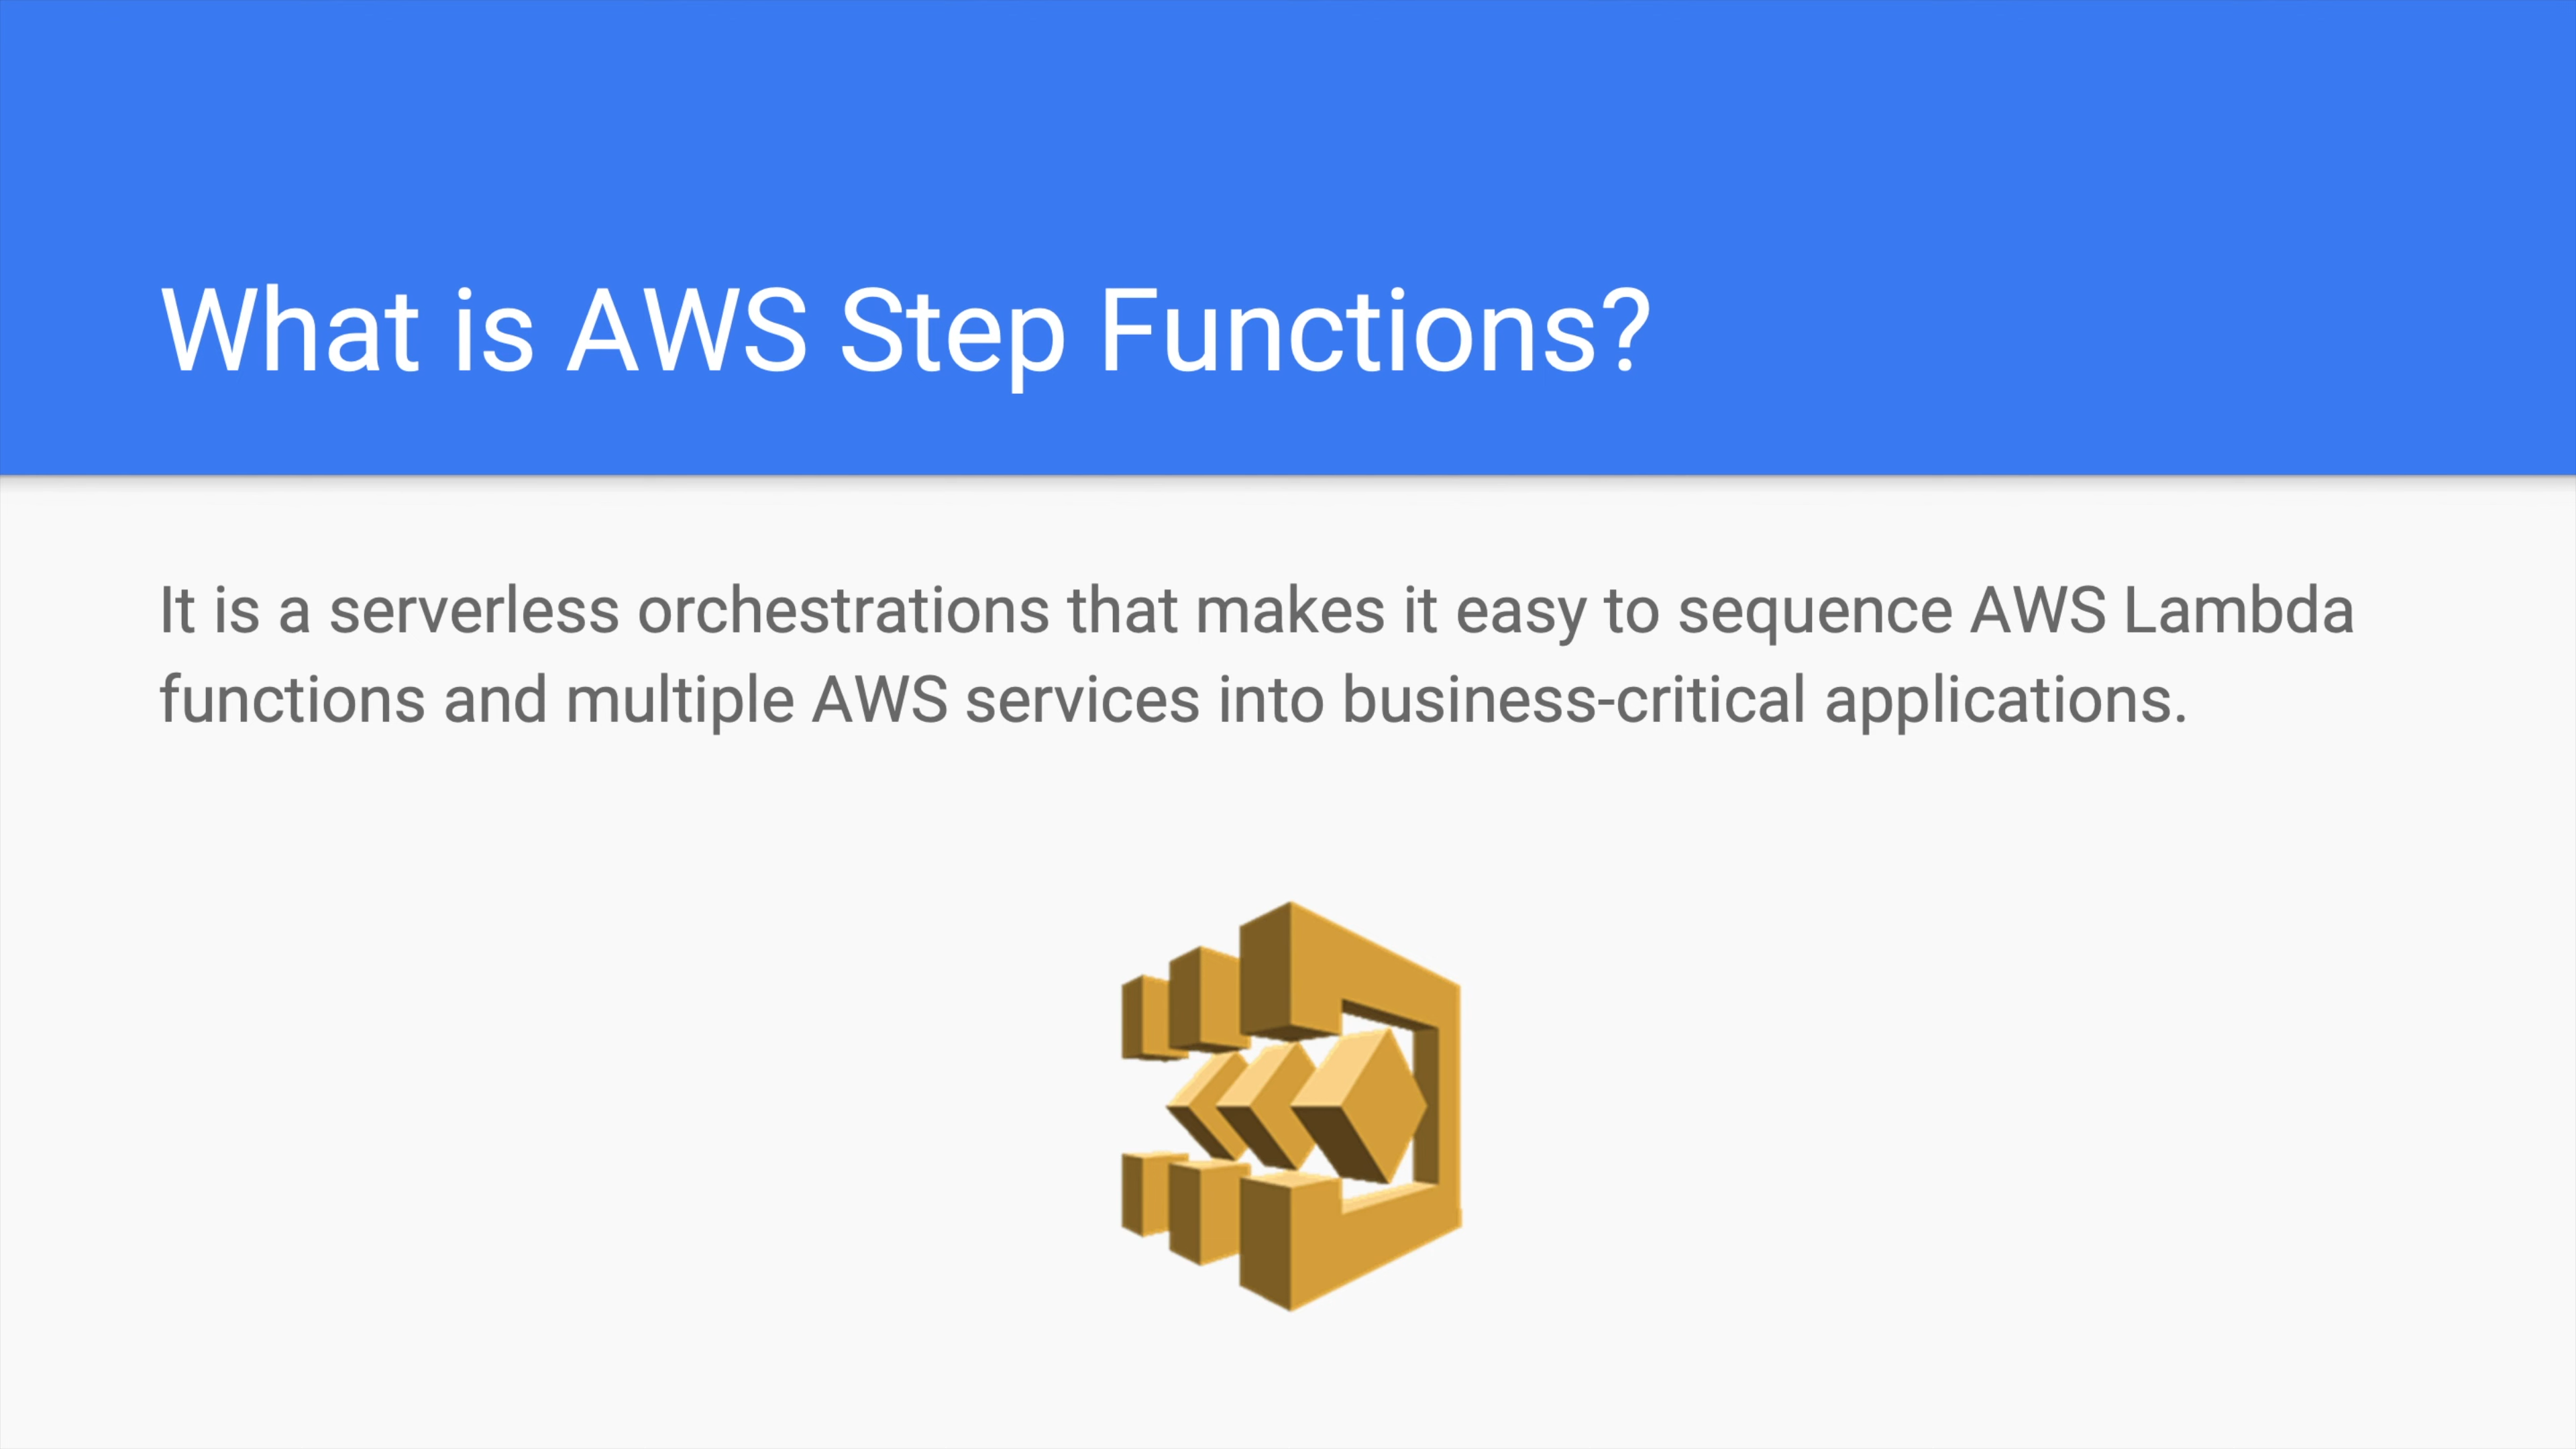 What is AWS Step Functions?
It is a serverless orchestrations that makes it easy to sequence AWS Lambda
functions and multiple AWS services into business-critical applications.